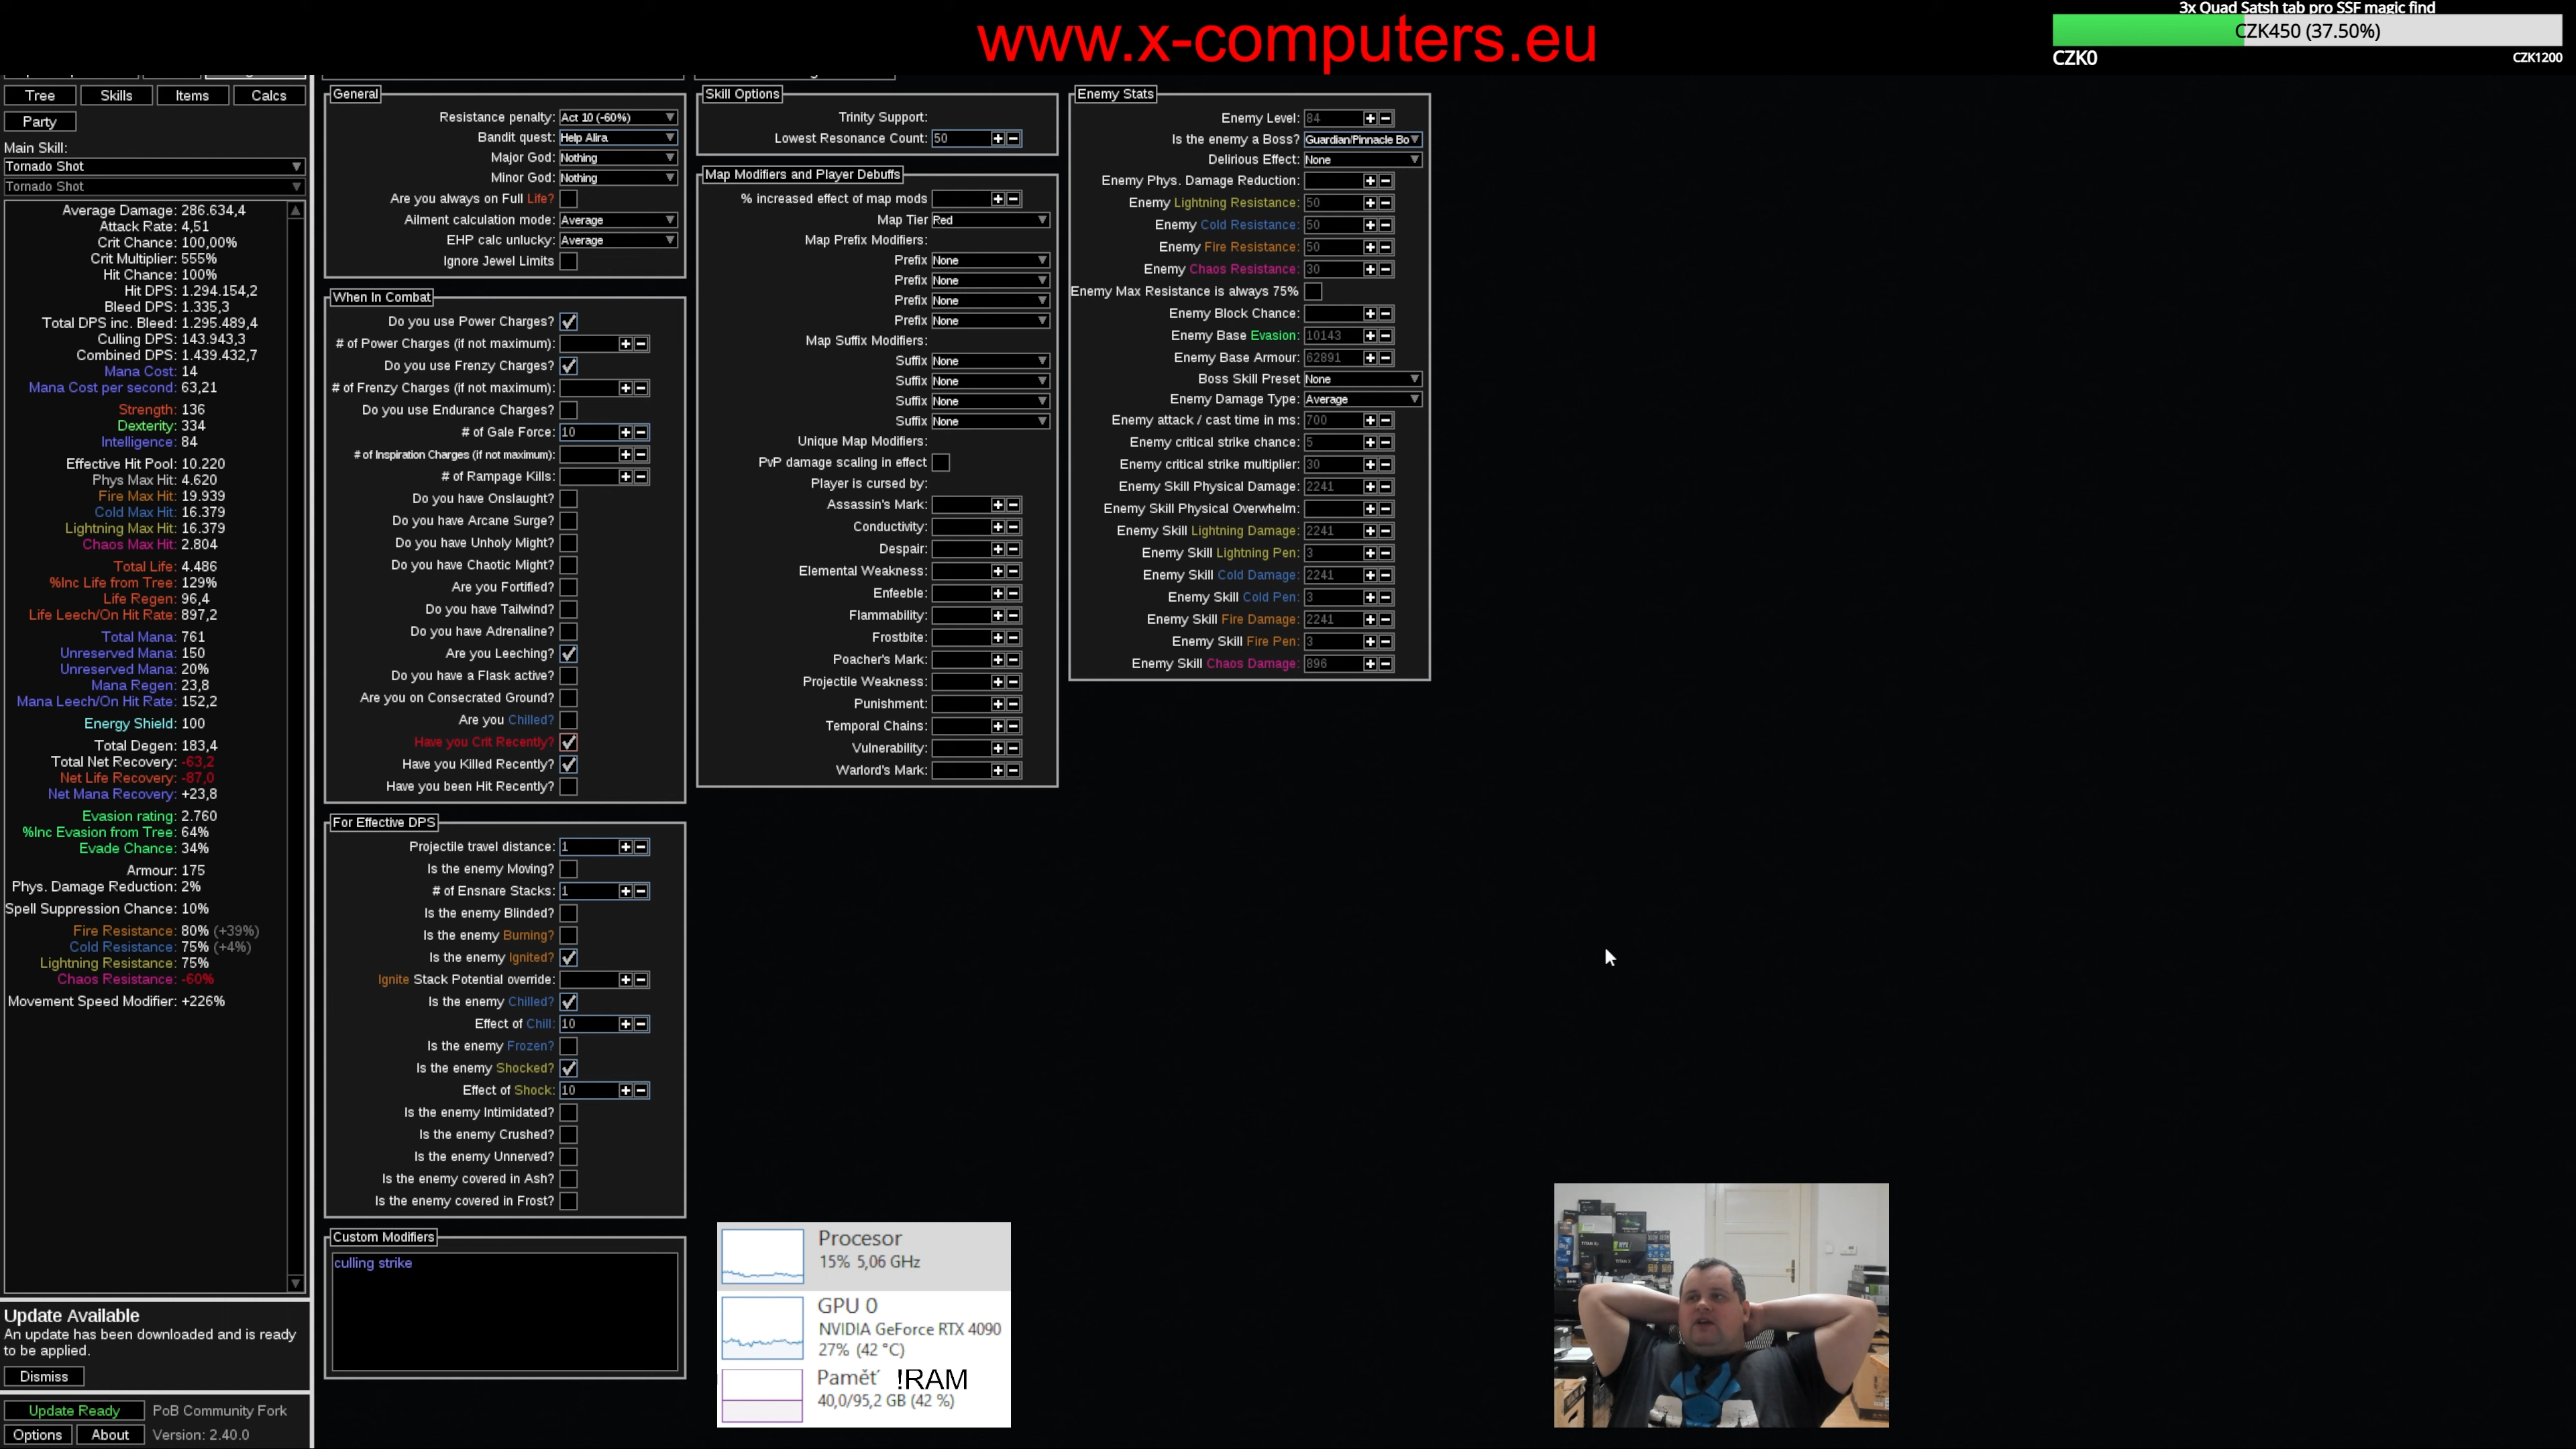 www.x-computers.eu
3x Quad Satsh tab pro SSF magic find
CZK450 (37.50%)
CZK0
CZK1200
Tree
Skills
Items
Calcs
Party
Main Skill:
Tornado Shot
Tornado Shot
Average Damage: 286.634,4
Attack Rate: 4,51
Crit Chance: 100,00%
Crit Multiplier: 555%
Hit Chance: 100%
Hit DPS: 1.294.154,2
Bleed DPS: 1.335,3
Total DPS inc. Bleed: 1.295.489,4
Culling DPS: 143.943,3
Combined DPS: 1.439.432,7
Mana Cost: 14
Mana Cost per second: 63,21
Strength: 136
Dexterity: 334
Intelligence: 84
Effective Hit Pool: 10.220
Phys Max Hit: 4.620
Fire Max Hit: 19.939
Cold Max Hit: 16.379
Lightning Max Hit: 16.379
Chaos Max Hit: 2.804
Total Life: 4.486
%Inc Life from Tree: 129%
Life Regen: 96,4
Life Leech/On Hit Rate: 897,2
Total Mana: 761
Unreserved Mana: 150
Unreserved Mana: 20%
Mana Regen: 23,8
Mana Leech/On Hit Rate: 152,2
Energy Shield: 100
Total Degen: 183,4
Total Net Recovery: -63,2
Net Life Recovery: -87,0
Net Mana Recovery: +23,8
Evasion rating: 2.760
%Inc Evasion from Tree: 64%
Evade Chance: 34%
Armour: 175
Phys. Damage Reduction: 2%
Spell Suppression Chance: 10%
Fire Resistance: 80% (+39%)
Cold Resistance: 75% (+4%)
Lightning Resistance: 75%
Chaos Resistance: -60%
Movement Speed Modifier: +226%
Update Available
An update has been downloaded and is ready
to be applied.
Dismiss
Update Ready
PoB Community Fork
Options
About
Version: 2.40.0
General
Resistance penalty: Act 10 (-60%)
Bandit quest: Help Alira
Major God: Nothing
Minor God: Nothing
Are you always on Full Life?
Ailment calculation mode: Average
EHP calc unlucky: Average
Ignore Jewel Limits
When In Combat
Do you use Power Charges?
# of Power Charges (if not maximum):
Do you use Frenzy Charges?
# of Frenzy Charges (if not maximum):
Do you use Endurance Charges?
# of Gale Force: 10
# of Inspiration Charges (if not maximum):
# of Rampage Kills:
Do you have Onslaught?
Do you have Arcane Surge?
Do you have Unholy Might?
Do you have Chaotic Might?
Are you Fortified?
Do you have Tailwind?
Do you have Adrenaline?
Are you Leeching?
Do you have a Flask active?
Are you on Consecrated Ground?
Are you Chilled?
Have you Crit Recently?
Have you Killed Recently?
Have you been Hit Recently?
For Effective DPS
Projectile travel distance: 1
Is the enemy Moving?
# of Ensnare Stacks: 1
Is the enemy Blinded?
Is the enemy Burning?
Is the enemy Ignited?
Ignite Stack Potential override:
Is the enemy Chilled?
Effect of Chill: 10
Is the enemy Frozen?
Is the enemy Shocked?
Effect of Shock: 10
Is the enemy Intimidated?
Is the enemy Crushed?
Is the enemy Unnerved?
Is the enemy covered in Ash?
Is the enemy covered in Frost?
Custom Modifiers
culling strike
Skill Options
Trinity Support:
Lowest Resonance Count: 50
Map Modifiers and Player Debuffs
% increased effect of map mods
Map Tier Red
Map Prefix Modifiers:
Prefix None
Prefix None
Prefix None
Prefix None
Map Suffix Modifiers:
Suffix None
Suffix None
Suffix None
Suffix None
Unique Map Modifiers:
PvP damage scaling in effect
Player is cursed by:
Assassin's Mark:
Conductivity:
Despair:
Elemental Weakness:
Enfeeble:
Flammability:
Frostbite:
Poacher's Mark:
Projectile Weakness:
Punishment:
Temporal Chains:
Vulnerability:
Warlord's Mark:
Enemy Stats
Enemy Level: 84
Is the enemy a Boss? Guardian/Pinnacle Bo
Delirious Effect: None
Enemy Phys. Damage Reduction:
Enemy Lightning Resistance: 50
Enemy Cold Resistance: 50
Enemy Fire Resistance: 50
Enemy Chaos Resistance: 30
Enemy Max Resistance is always 75%
Enemy Block Chance:
Enemy Base Evasion: 10143
Enemy Base Armour: 62891
Boss Skill Preset None
Enemy Damage Type: Average
Enemy attack / cast time in ms: 700
Enemy critical strike chance: 5
Enemy critical strike multiplier: 30
Enemy Skill Physical Damage: 2241
Enemy Skill Physical Overwhelm:
Enemy Skill Lightning Damage: 2241
Enemy Skill Lightning Pen: 3
Enemy Skill Cold Damage: 2241
Enemy Skill Cold Pen: 3
Enemy Skill Fire Damage: 2241
Enemy Skill Fire Pen: 3
Enemy Skill Chaos Damage: 896
Procesor
15% 5,06 GHz
GPU 0
NVIDIA GeForce RTX 4090
27% (42 °C)
Paměť !RAM
40,0/95,2 GB (42 %)